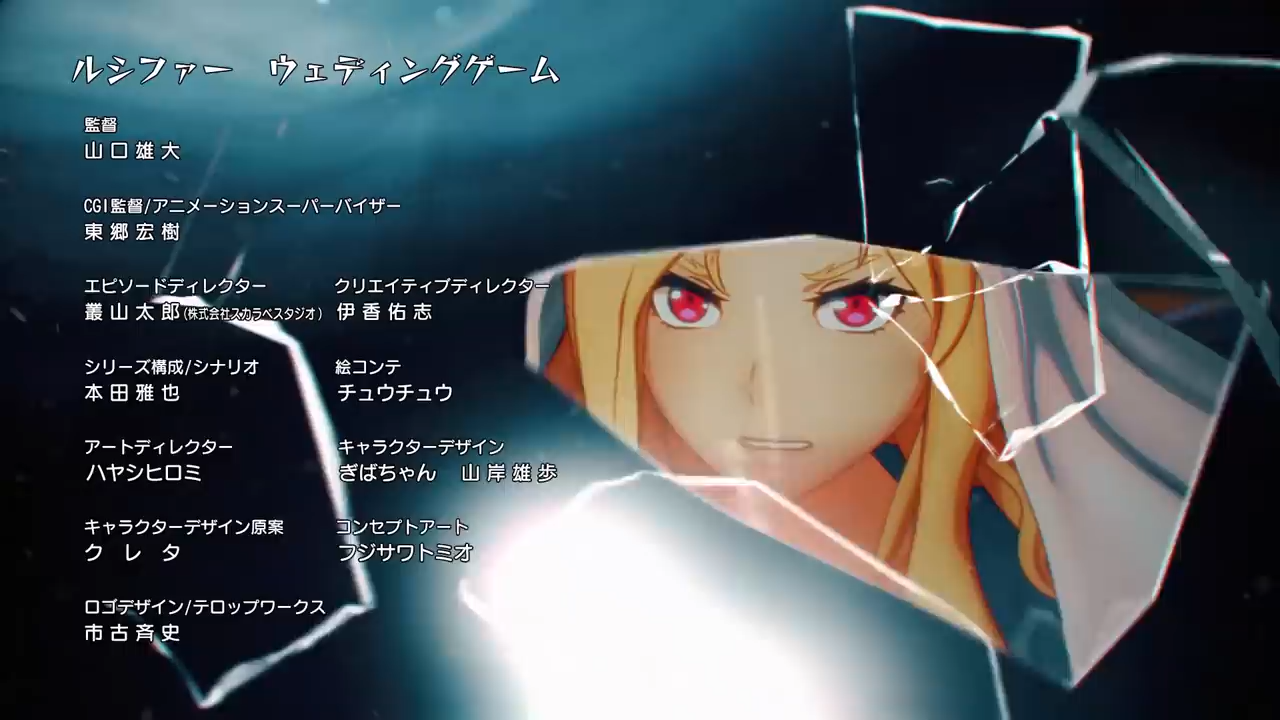 ルシファー　ウェディングゲーム
監督
山口雄大
CGI監督/アニメーションスーパーバイザー
東郷宏樹
エピソードディレクター
叢山太郎(株式会社スカラベスタジオ)
クリエイティブディレクター
伊香佑志
シリーズ構成/シナリオ
本田雅也
絵コンテ
チュウチュウ
アートディレクター
ハヤシヒロミ
キャラクターデザイン
ぎばちゃん　山岸雄歩
キャラクターデザイン原案
クレタ
コンセプトアート
フジサワトミオ
ロゴデザイン/テロップワークス
市古斉史